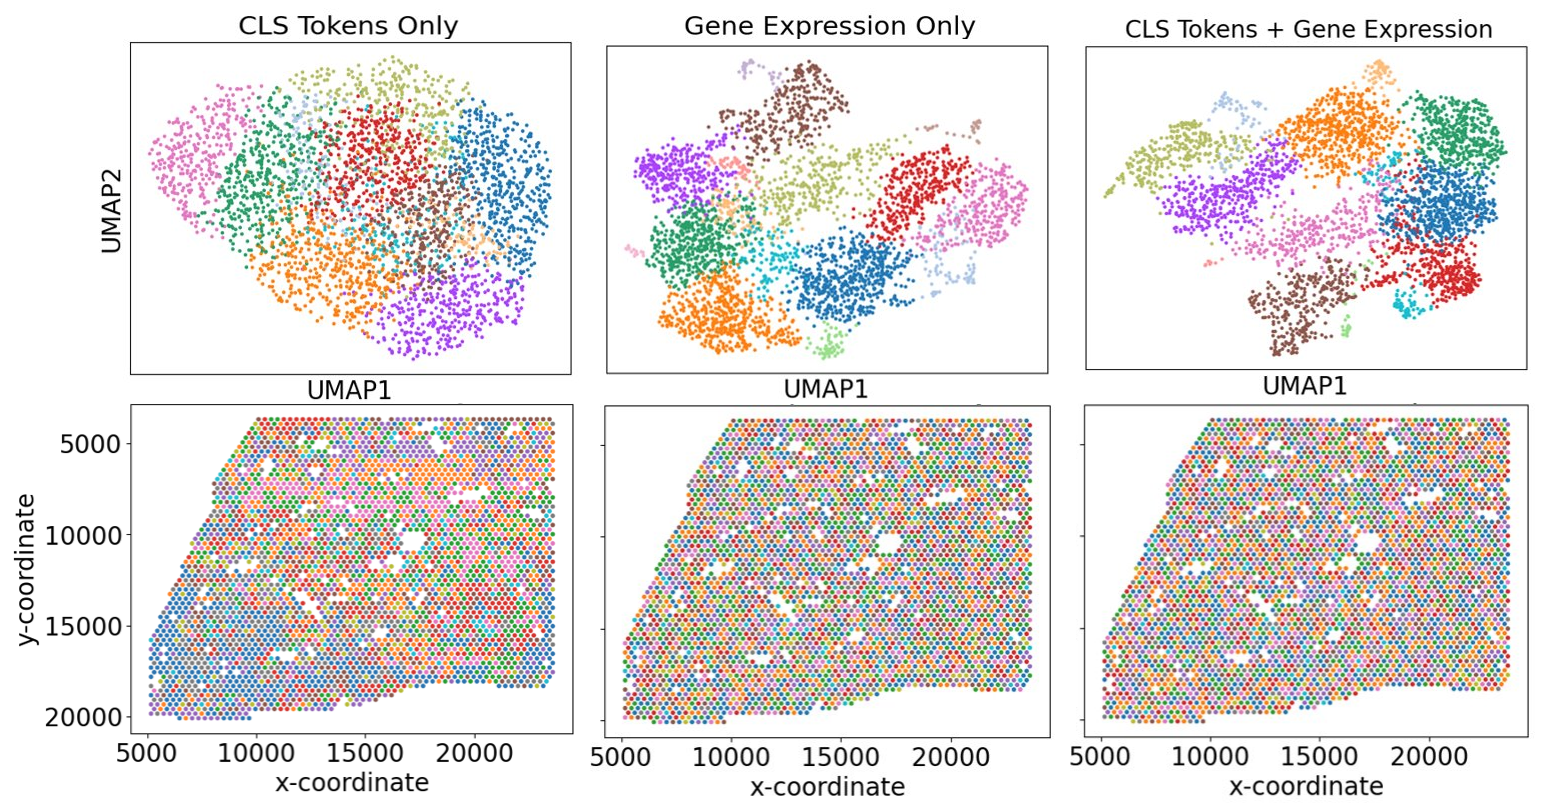 CLS Tokens Only
Gene Expression Only
CLS Tokens + Gene Expression
UMAP2
UMAP1
UMAP1
UMAP1
y-coordinate
5000
10000
15000
20000
5000 10000 15000 20000
5000 10000 15000 20000
5000 10000 15000 20000
x-coordinate
x-coordinate
x-coordinate